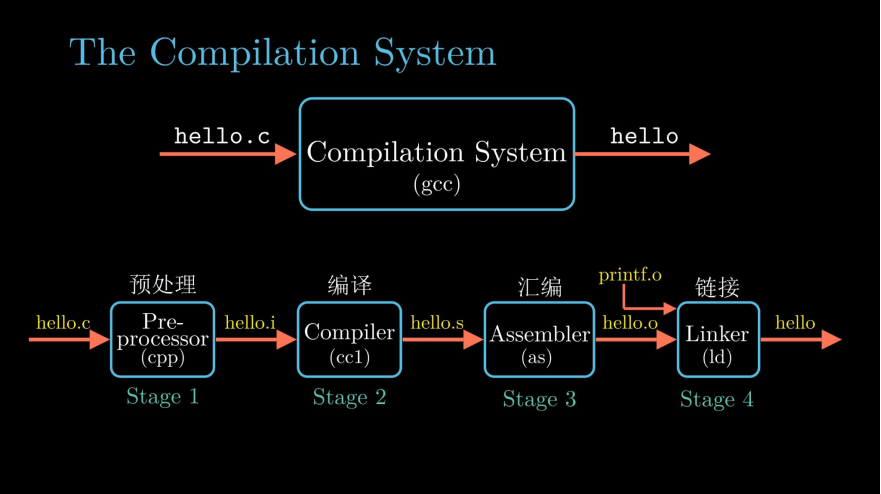 The Compilation System
hello.c
hello
Compilation System
(gcc)
预处理
编译
汇编
printf.o
链接
hello.c
Pre-
processor
(cpp)
hello.i
Compiler
(cc1)
hello.s
Assembler
(as)
hello.o
Linker
(ld)
hello
Stage 1
Stage 2
Stage 3
Stage 4